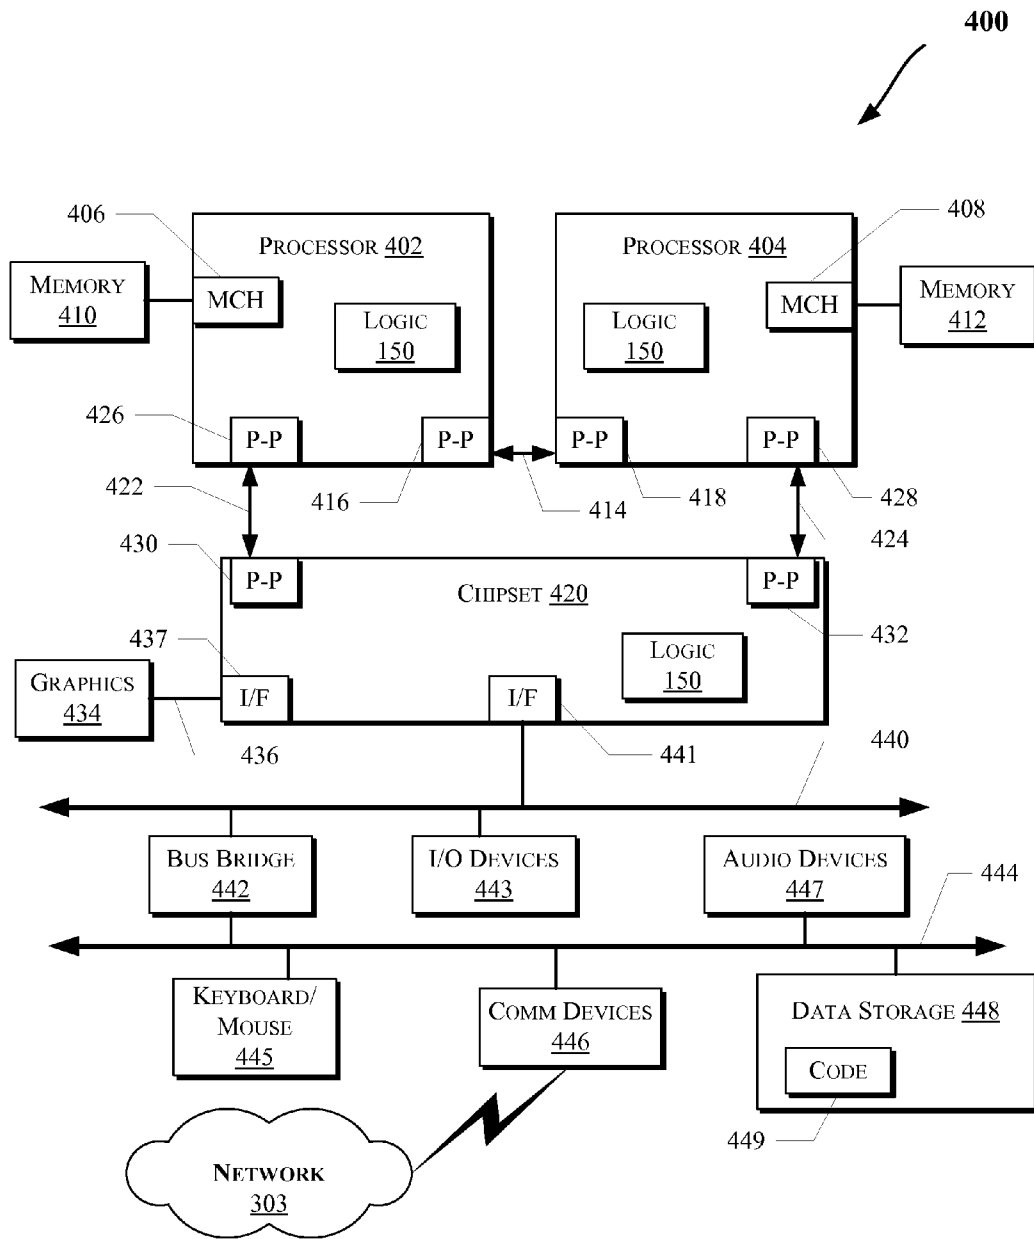 400
406
408
PROCESSOR 402
PROCESSOR 404
MEMORY
410
MCH
MCH
MEMORY
412
LOGIC
150
LOGIC
150
426
P-P
P-P
P-P
P-P
422
416
414
418
428
424
430
P-P
CHIPSET 420
P-P
437
432
LOGIC
150
GRAPHICS
434
I/F
I/F
436
441
440
BUS BRIDGE
442
I/O DEVICES
443
AUDIO DEVICES
447
444
KEYBOARD/
MOUSE
445
COMM DEVICES
446
DATA STORAGE 448
CODE
449
NETWORK
303